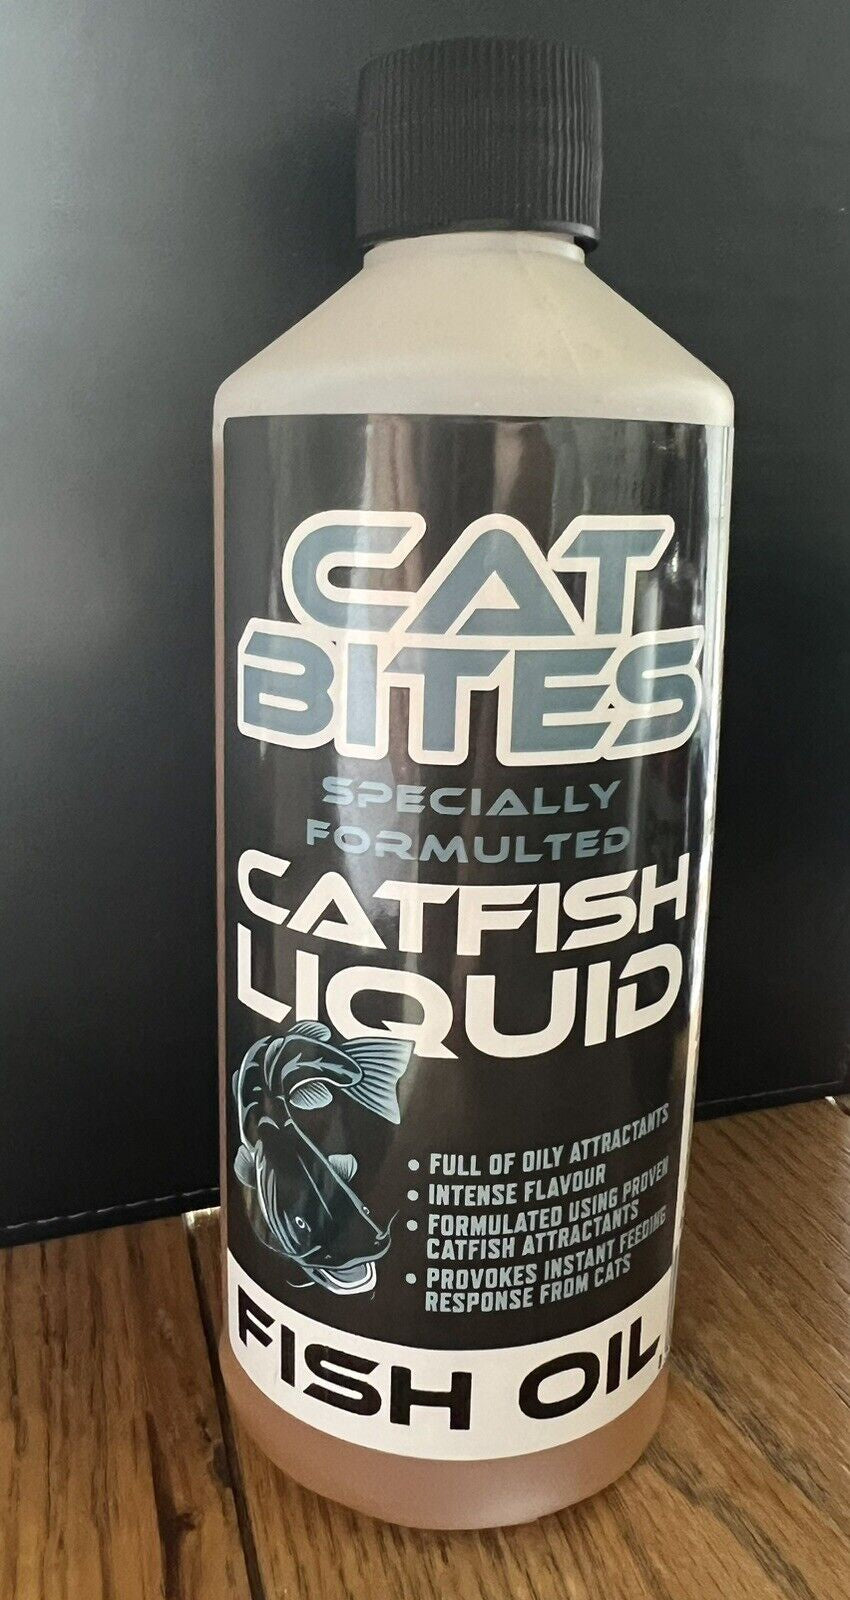 CAT
BITES
SPECIALLY
FORMULTED
CATFISH
LIQUID
• FULL OF OILY ATTRACTANTS
• INTENSE FLAVOUR
• FORMULATED USING PROVEN
CATFISH ATTRACTANTS
• PROVOKES INSTANT FEEDING
RESPONSE FROM CATS
FISH OIL